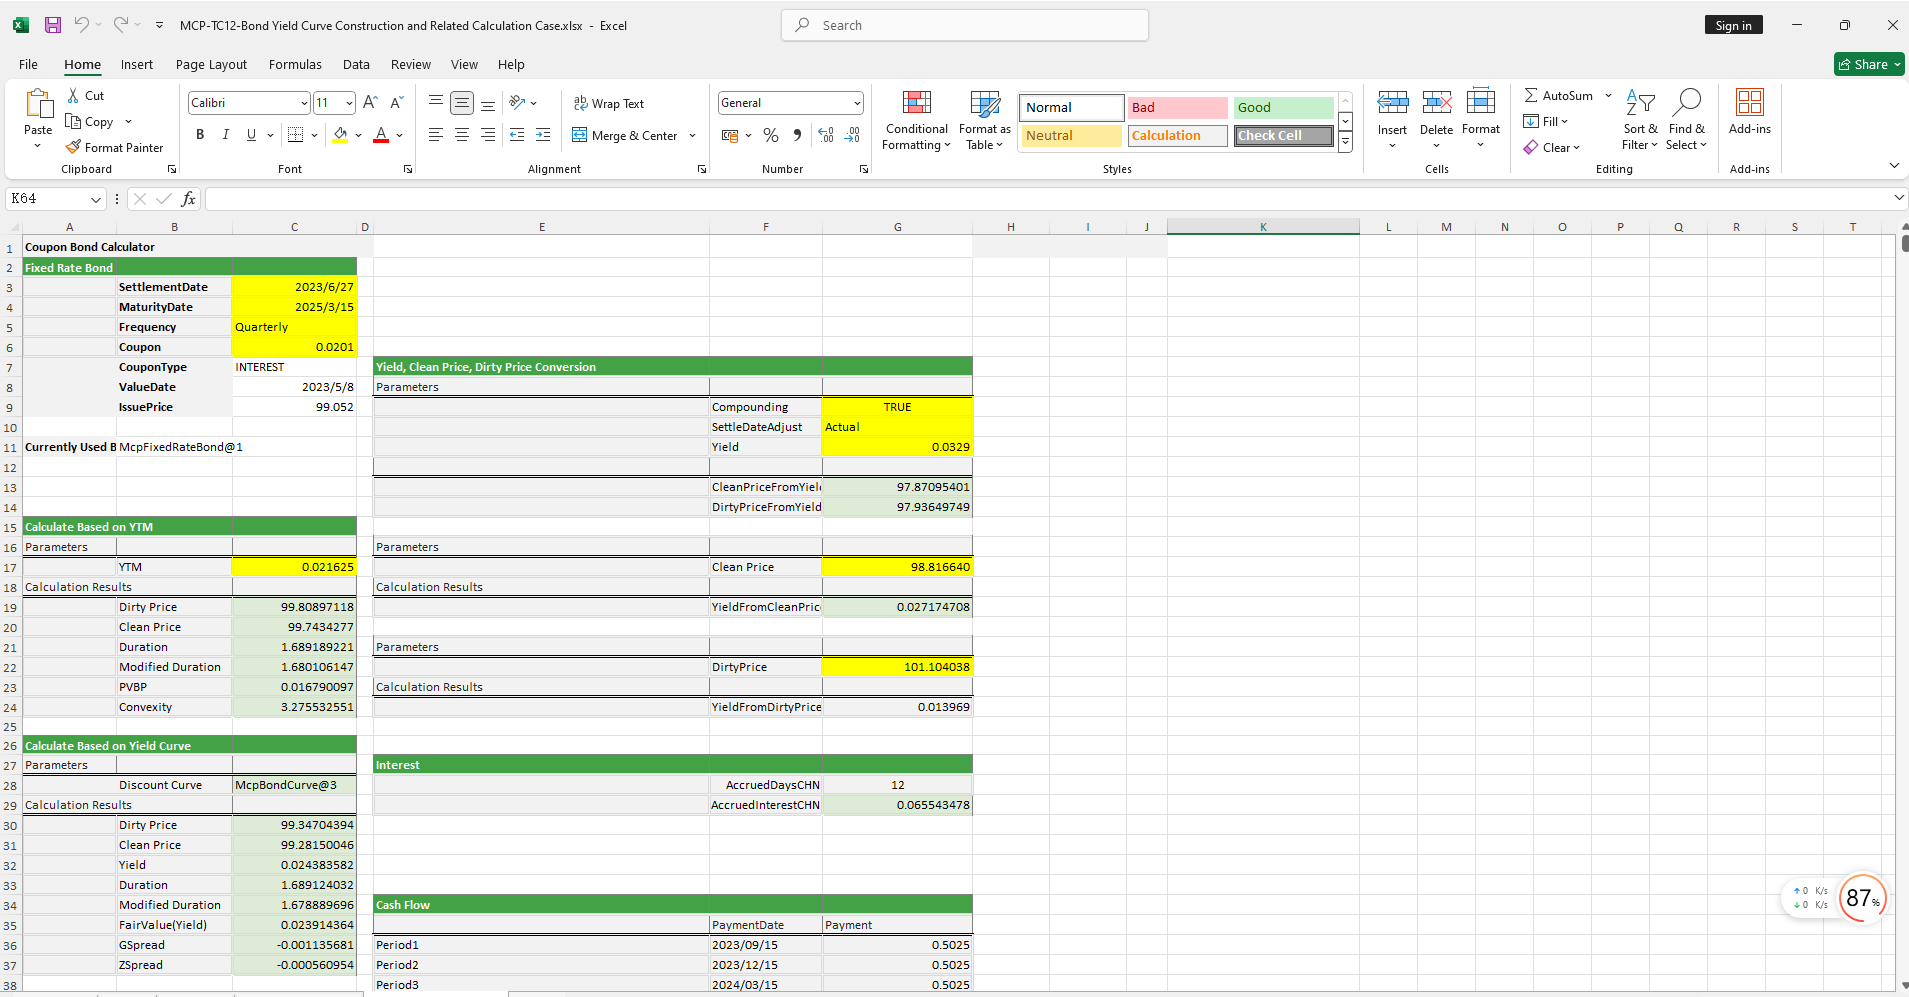 MCP-TC12-Bond Yield Curve Construction and Related Calculation Case.xlsx - Excel
Search
Sign in
File Home Insert Page Layout Formulas Data Review View Help
Share
Paste
Cut
Copy
Format Painter
Clipboard
Calibri 11
B I U
Font
Wrap Text
Merge & Center
Alignment
General
Number
Conditional Formatting
Format as Table
Normal Bad Good
Neutral Calculation Check Cell
Styles
Insert Delete Format
Cells
AutoSum
Fill
Clear
Sort & Filter
Find & Select
Editing
Add-ins
Add-ins
K64
fx
A B C D E F G H I J K L M N O P Q R S T
1 Coupon Bond Calculator
2 Fixed Rate Bond
3 SettlementDate 2023/6/27
4 MaturityDate 2025/3/15
5 Frequency Quarterly
6 Coupon 0.0201
7 CouponType INTEREST Yield, Clean Price, Dirty Price Conversion
8 ValueDate 2023/5/8 Parameters
9 IssuePrice 99.052 Compounding TRUE
10 SettleDateAdjust Actual
11 Currently Used B McpFixedRateBond@1 Yield 0.0329
12
13 CleanPriceFromYiel 97.87095401
14 DirtyPriceFromYield 97.93649749
15 Calculate Based on YTM
16 Parameters Parameters
17 YTM 0.021625 Clean Price 98.816640
18 Calculation Results Calculation Results
19 Dirty Price 99.80897118 YieldFromCleanPric 0.027174708
20 Clean Price 99.7434277
21 Duration 1.689189221 Parameters
22 Modified Duration 1.680106147 DirtyPrice 101.104038
23 PVBP 0.016790097 Calculation Results
24 Convexity 3.275532551 YieldFromDirtyPrice 0.013969
25
26 Calculate Based on Yield Curve
27 Parameters Interest
28 Discount Curve McpBondCurve@3 AccruedDaysCHN 12
29 Calculation Results AccruedInterestCHN 0.065543478
30 Dirty Price 99.34704394
31 Clean Price 99.28150046
32 Yield 0.024383582
33 Duration 1.689124032
34 Modified Duration 1.678889696 Cash Flow
35 FairValue(Yield) 0.023914364 PaymentDate Payment
36 GSpread -0.001135681 Period1 2023/09/15 0.5025
37 ZSpread -0.000560954 Period2 2023/12/15 0.5025
38 Period3 2024/03/15 0.5025
0 K/s
0 K/s
87%